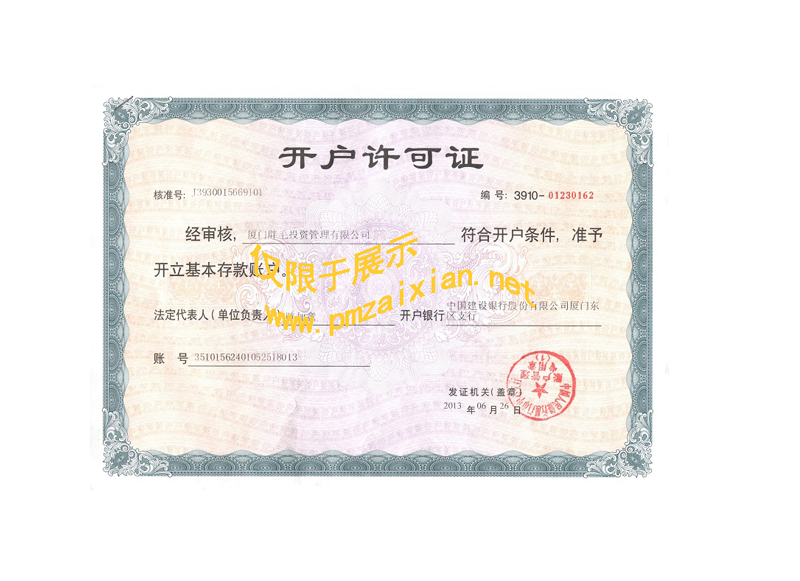 开户许可证
核准号: J3930015669101
编 号: 3910-01230162
经审核, 厦门 投资管理有限公司 符合开户条件, 准予
开立基本存款账户。
法定代表人(单位负责人
开户银行 中国建设银行股份有限公司厦门东
区支行
账 号 35101562401052518013
发证机关(盖章)
2013 年 06 月 26 日
仅限于展示
www.pmzaixian.net